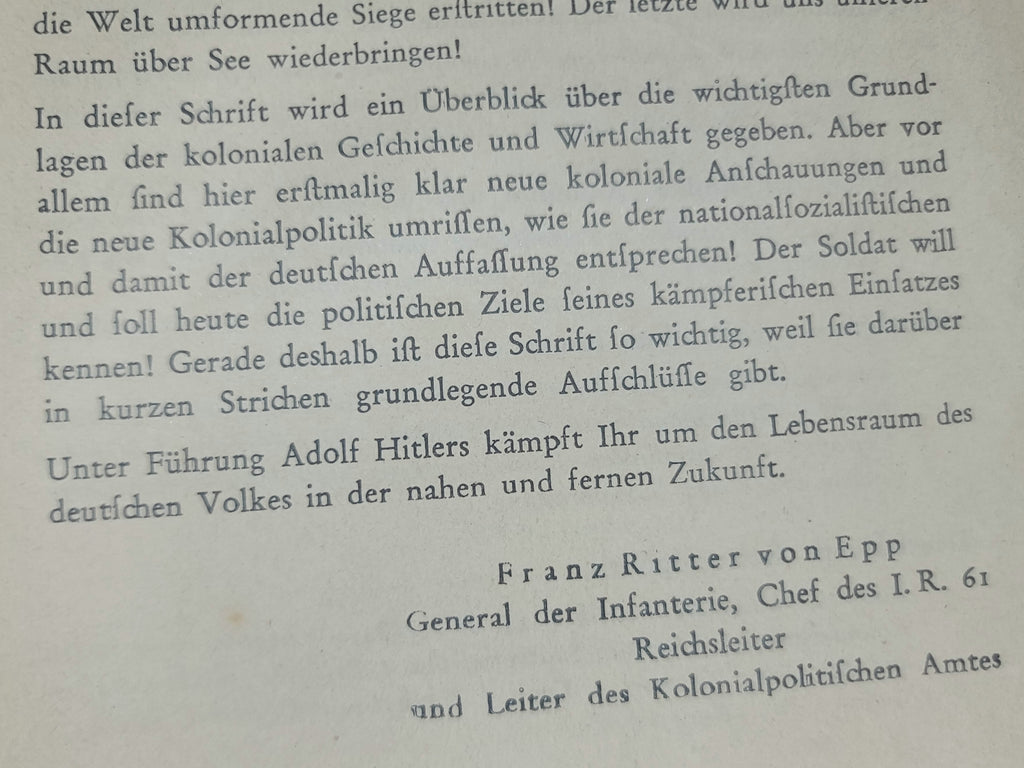 die Welt umformende Siege erſtritten! Der letzte wird uns unſeren
Raum über See wiederbringen!
In dieſer Schrift wird ein Überblick über die wichtigſten Grund-
lagen der kolonialen Geſchichte und Wirtſchaft gegeben. Aber vor
allem ſind hier erſtmalig klar neue koloniale Anſchauungen und
die neue Kolonialpolitik umriſſen, wie ſie der nationalſozialiſtiſchen
und damit der deutſchen Auffaſſung entſprechen! Der Soldat will
und ſoll heute die politiſchen Ziele ſeines kämpferiſchen Einſatzes
kennen! Gerade deshalb iſt dieſe Schrift ſo wichtig, weil ſie darüber
in kurzen Strichen grundlegende Aufſchlüſſe gibt.
Unter Führung Adolf Hitlers kämpft Ihr um den Lebensraum des
deutſchen Volkes in der nahen und fernen Zukunft.
Franz Ritter von Epp
General der Infanterie, Chef des I. R. 61
Reichsleiter
und Leiter des Kolonialpolitiſchen Amtes